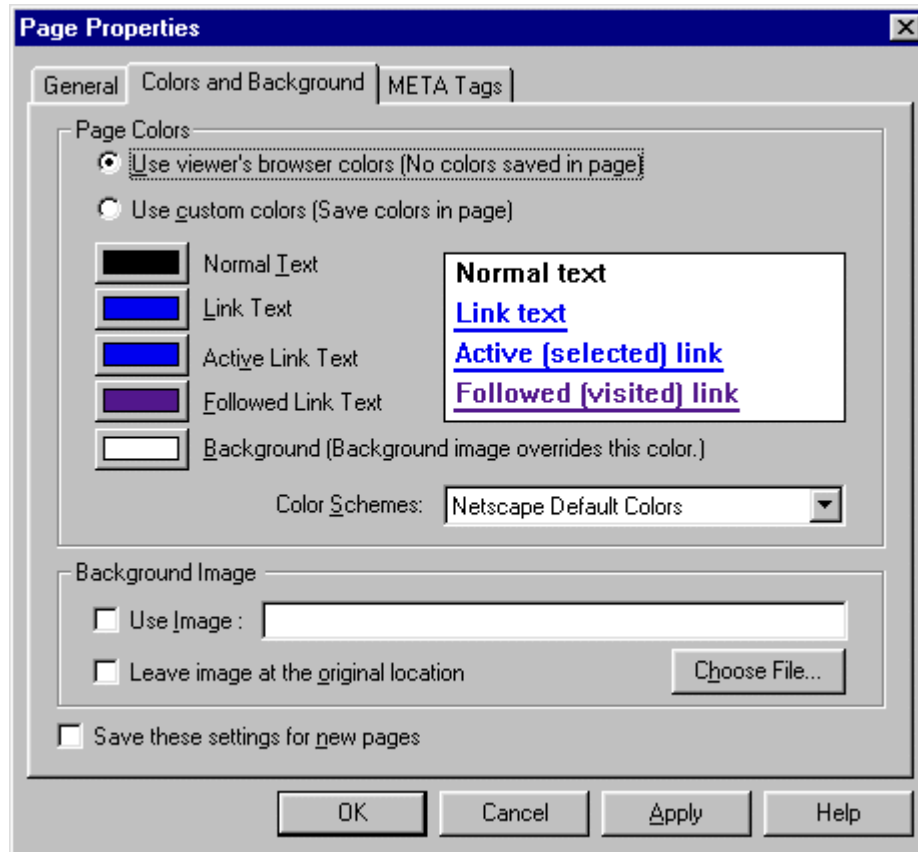 Page Properties
General
Colors and Background
META Tags
Page Colors
Use viewer's browser colors (No colors saved in page)
Use custom colors (Save colors in page)
Normal Text
Link Text
Active Link Text
Followed Link Text
Normal text
Link text
Active (selected) link
Followed (visited) link
Background (Background image overrides this color.)
Color Schemes: Netscape Default Colors
Background Image
Use Image :
Leave image at the original location
Choose File...
Save these settings for new pages
OK
Cancel
Apply
Help